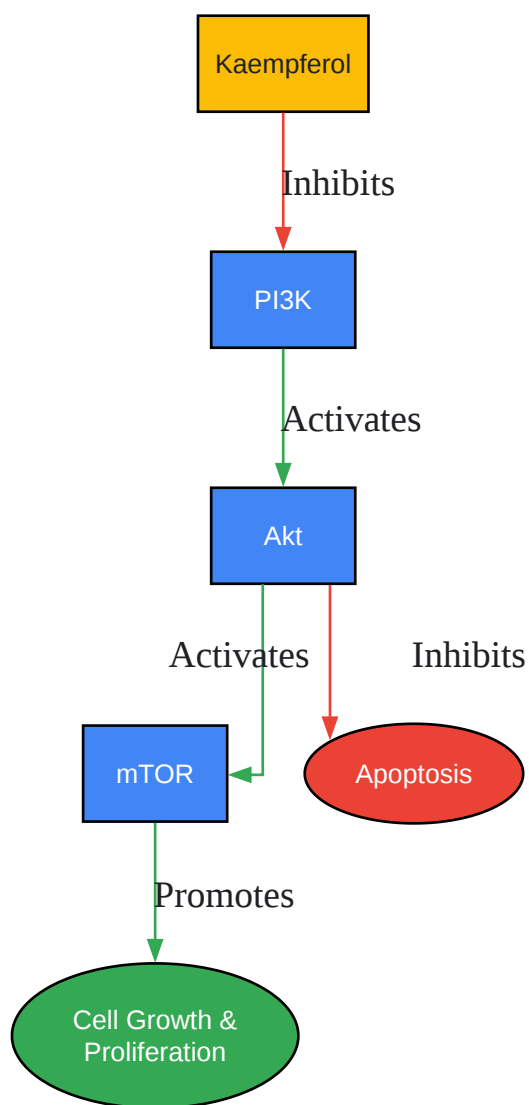 Kaempferol
Inhibits
PI3K
Activates
Akt
Activates
Inhibits
mTOR
Apoptosis
Promotes
Cell Growth &
Proliferation